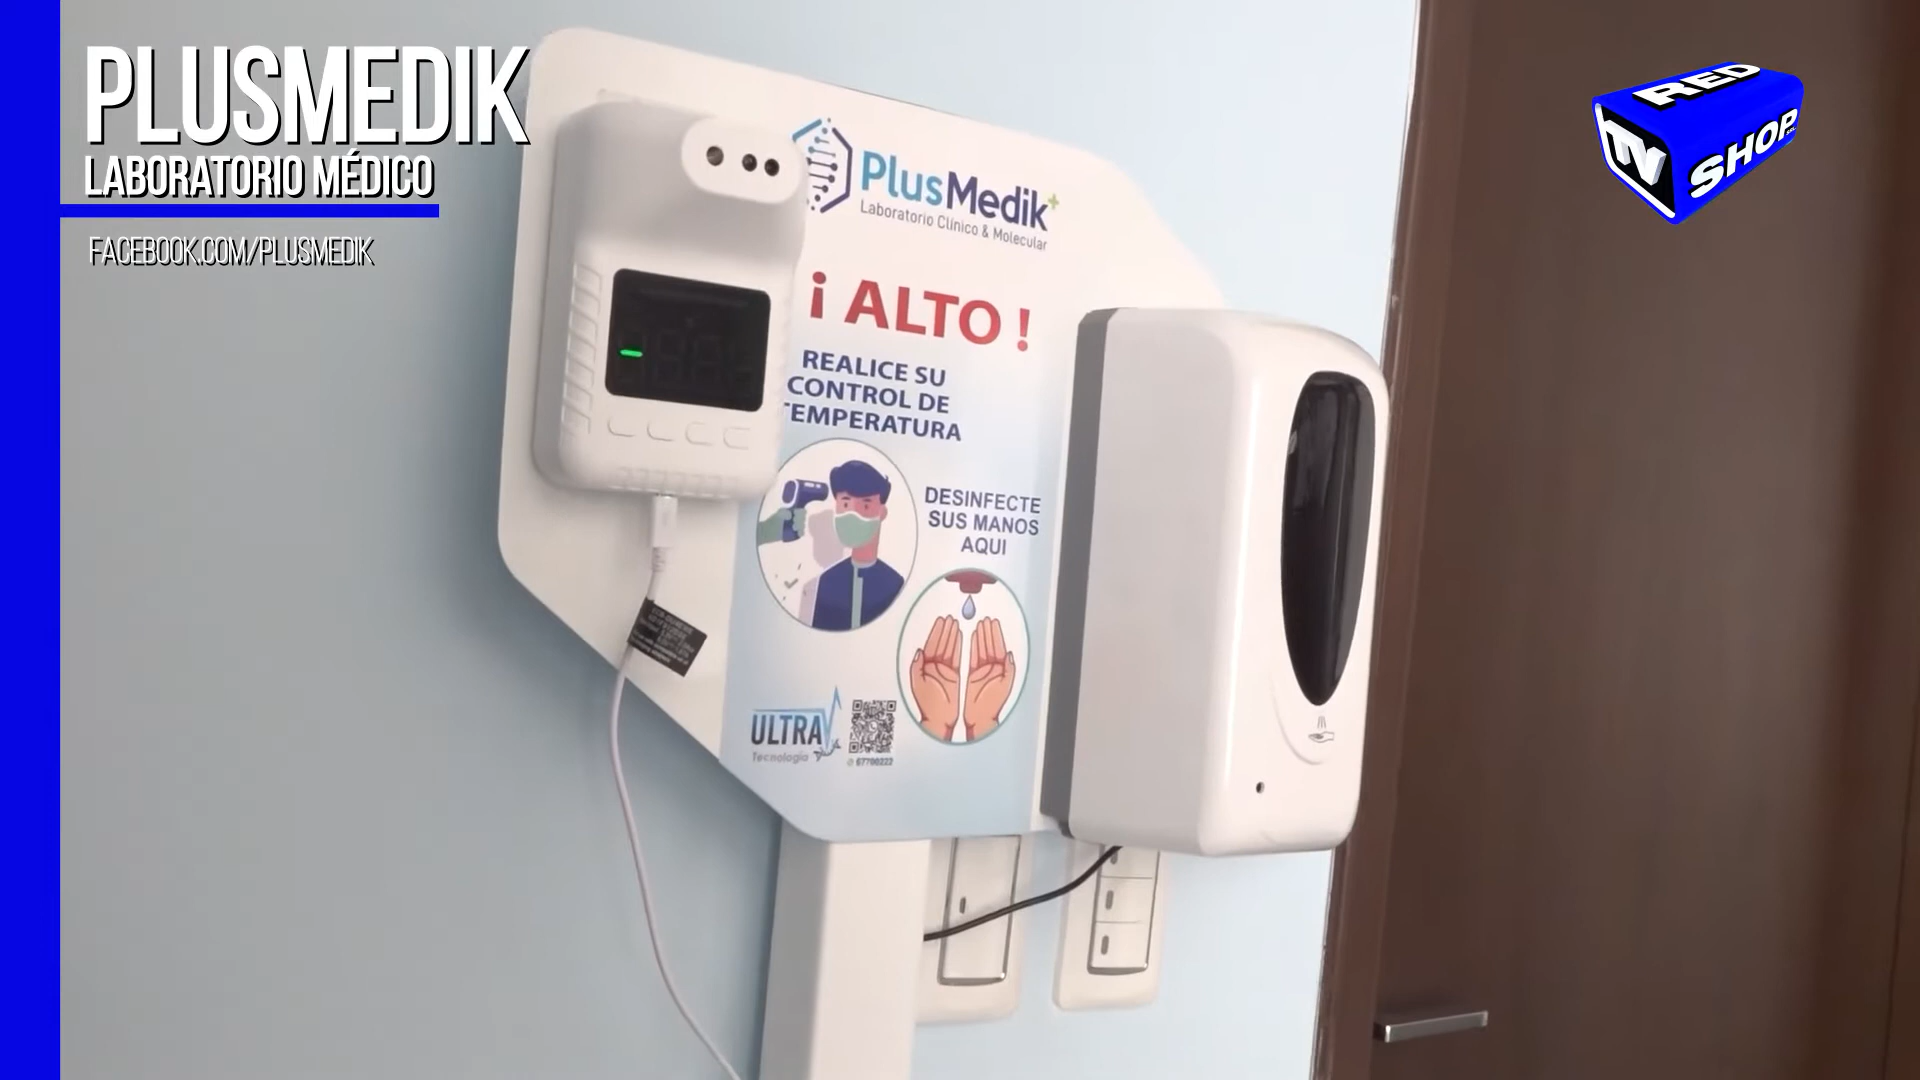 PLUSMEDIK
LABORATORIO MÉDICO
FACEBOOK.COM/PLUSMEDIK
RED
TV
SHOP
PlusMedik+
Laboratorio Clínico & Molecular
¡ ALTO !
REALICE SU
CONTROL DE
TEMPERATURA
DESINFECTE
SUS MANOS
AQUI
ULTRA
Tecnología